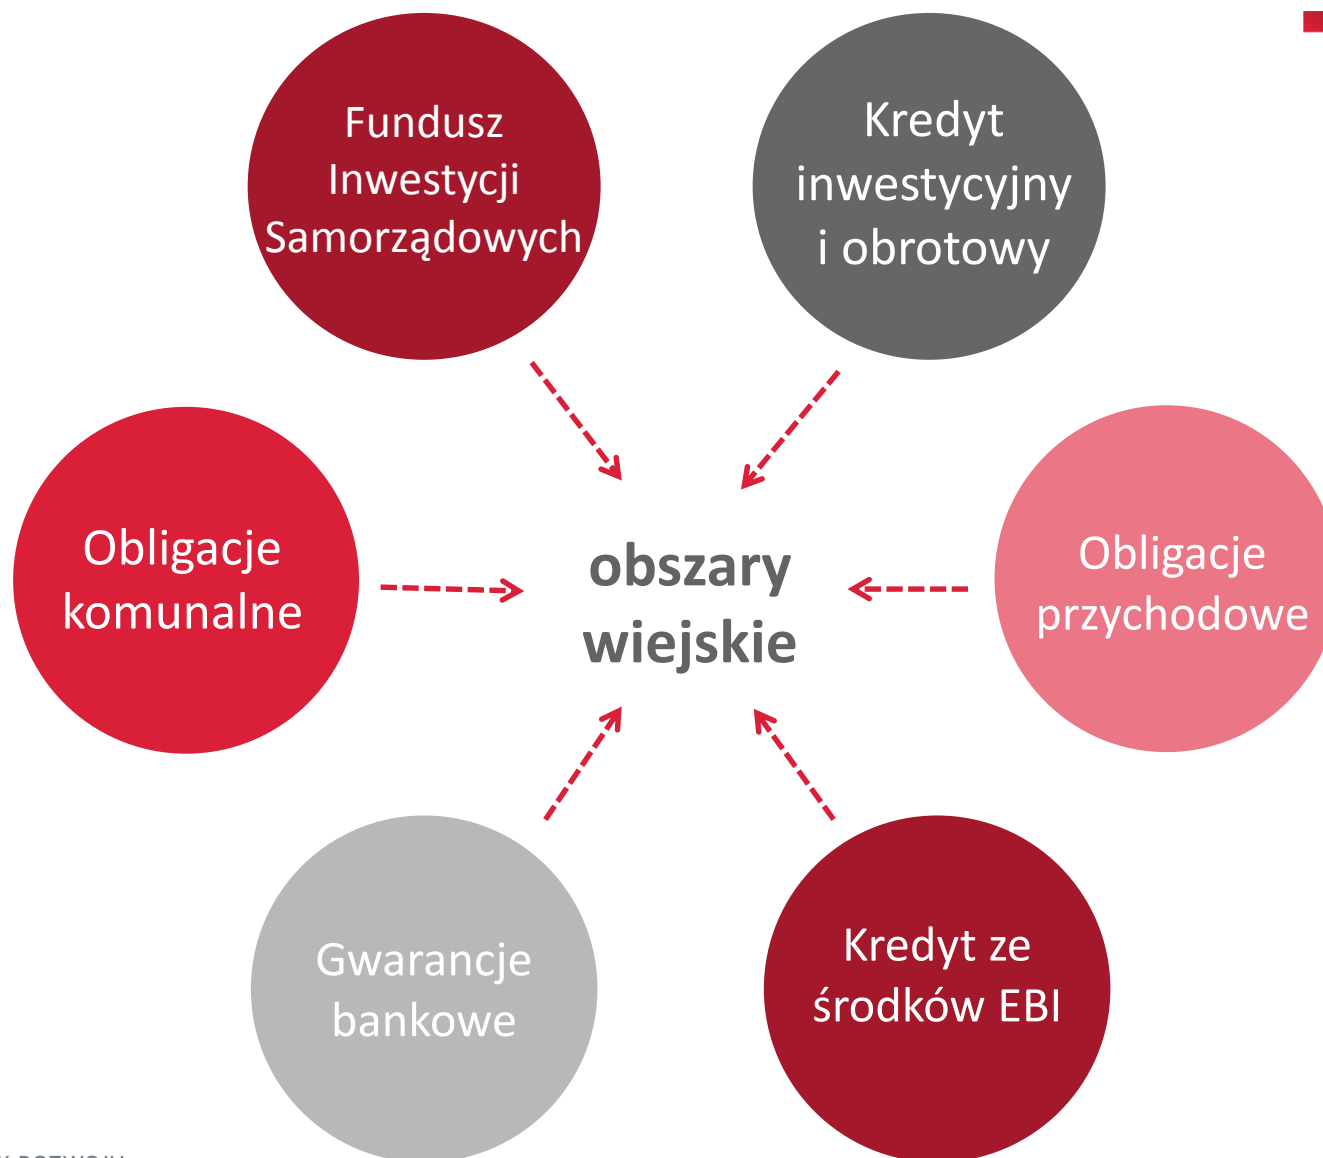 Fundusz
Inwestycji
Samorządowych
Kredyt
inwestycyjny
i obrotowy
Obligacje
komunalne
obszary
wiejskie
Obligacje
przychodowe
Gwarancje
bankowe
Kredyt ze
środków EBI